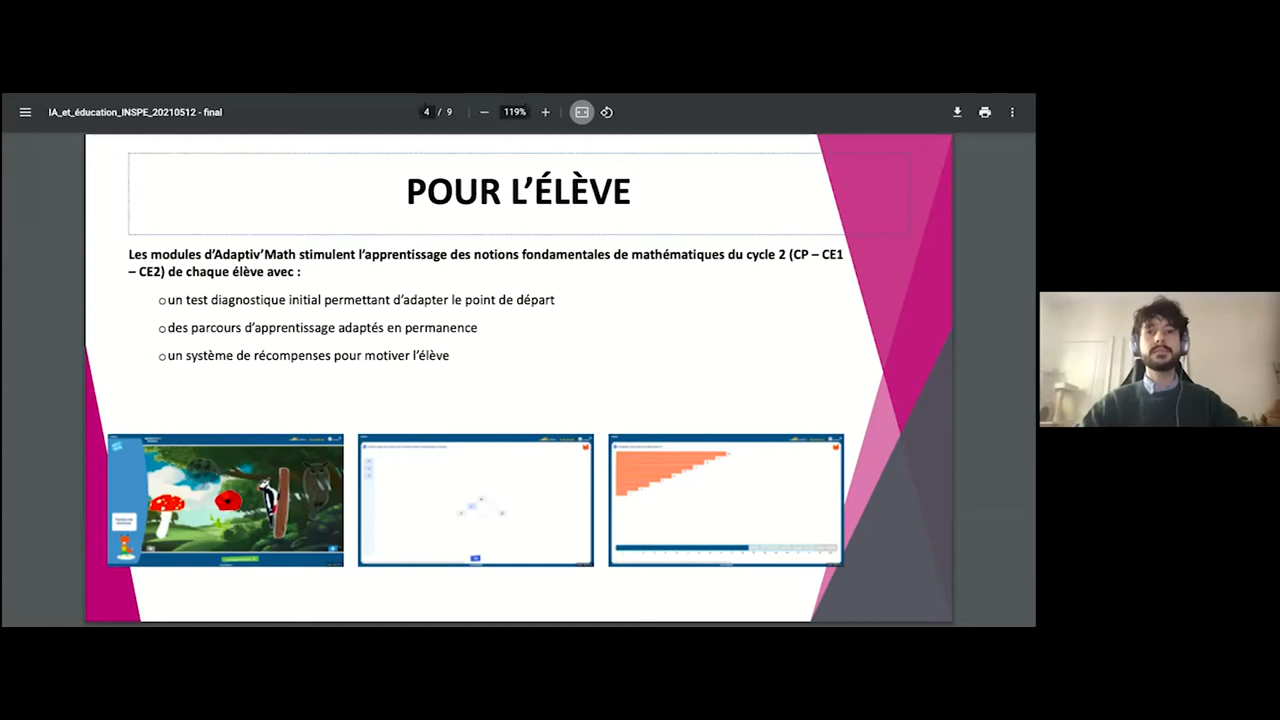 IA_et_éducation_INSPE_20210512 - final
4 / 9
119%
POUR L'ÉLÈVE
Les modules d'Adaptiv'Math stimulent l'apprentissage des notions fondamentales de mathématiques du cycle 2 (CP – CE1
– CE2) de chaque élève avec :
o un test diagnostique initial permettant d'adapter le point de départ
o des parcours d'apprentissage adaptés en permanence
o un système de récompenses pour motiver l'élève